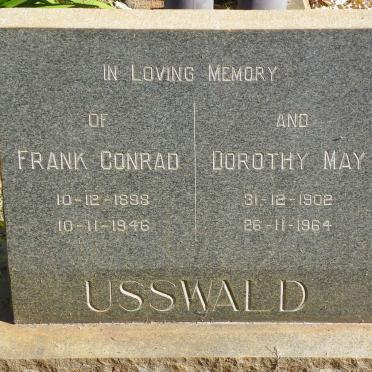 IN LOVING MEMORY
OF AND
FRANK CONRAD DOROTHY MAY
10-12-1898 31-12-1902
10-11-1946 26-11-1964
USSWALD